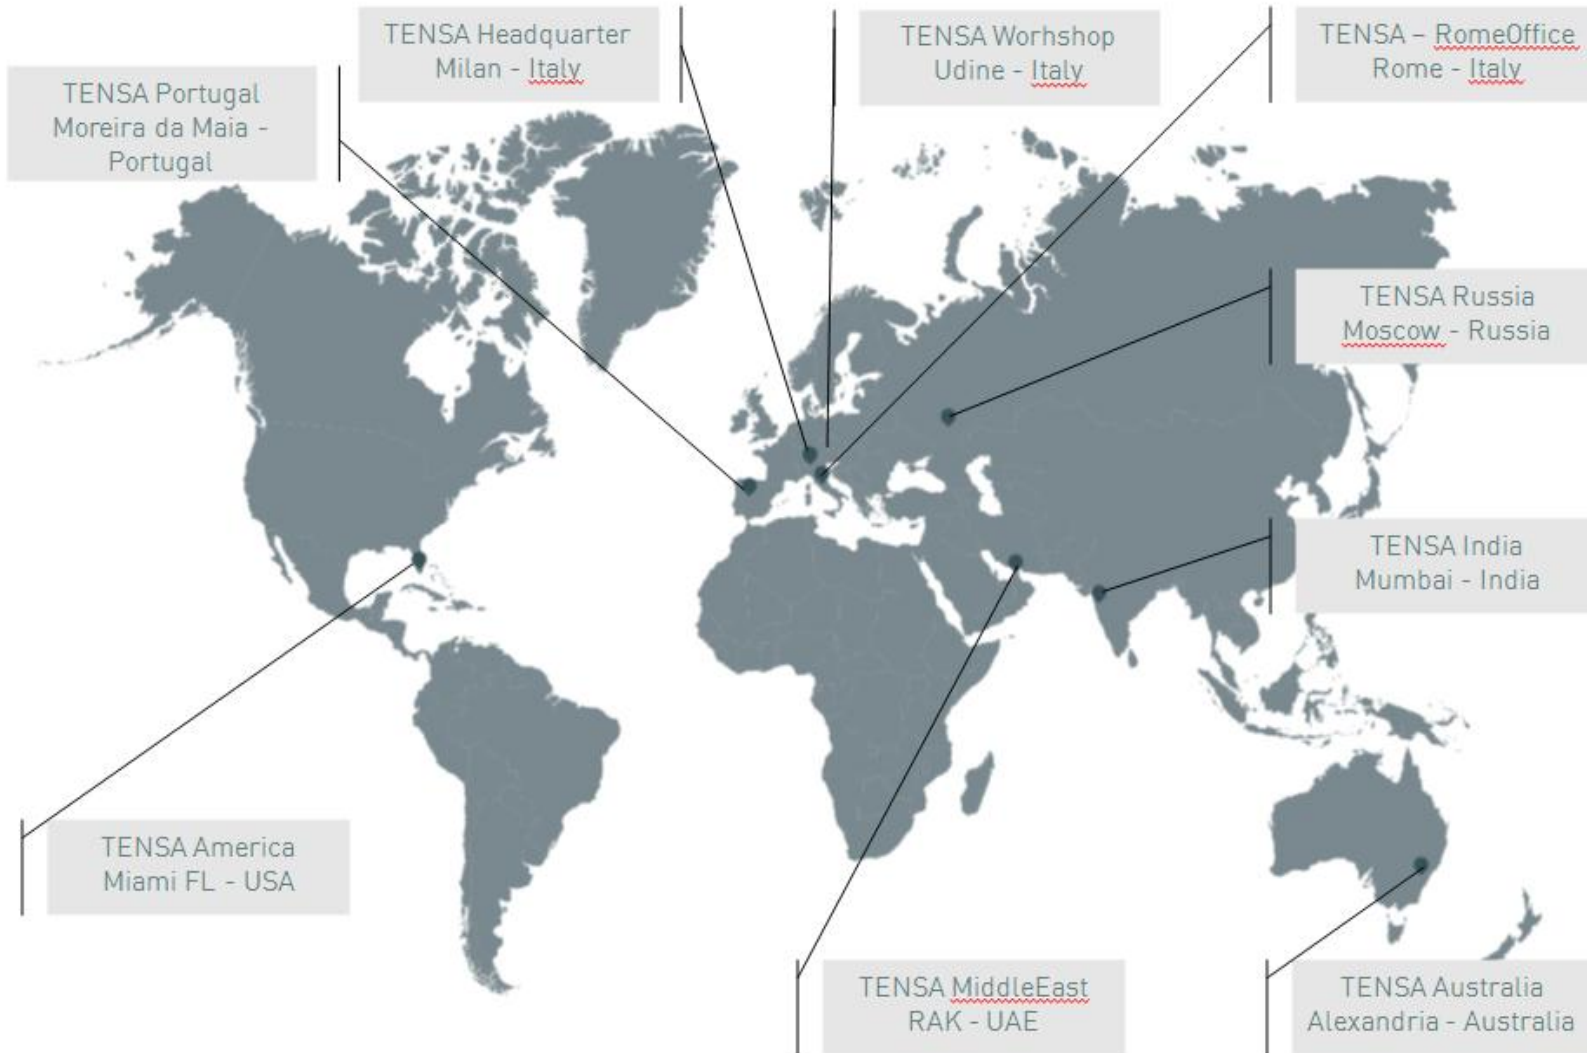 TENSA Headquarter
Milan - Italy
TENSA Worhshop
Udine - Italy
TENSA – RomeOffice
Rome - Italy
TENSA Portugal
Moreira da Maia -
Portugal
TENSA Russia
Moscow - Russia
TENSA India
Mumbai - India
TENSA America
Miami FL - USA
TENSA MiddleEast
RAK - UAE
TENSA Australia
Alexandria - Australia